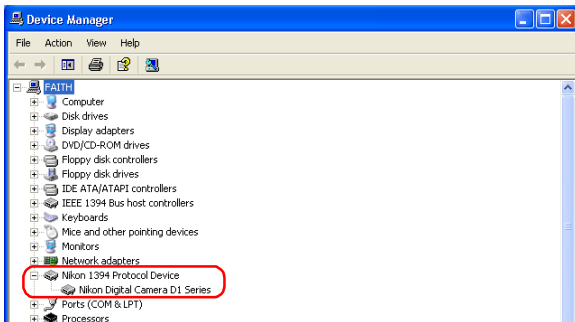 Device Manager
File Action View Help
FAITH
Computer
Disk drives
Display adapters
DVD/CD-ROM drives
Floppy disk controllers
Floppy disk drives
IDE ATA/ATAPI controllers
IEEE 1394 Bus host controllers
Keyboards
Mice and other pointing devices
Monitors
Network adapters
Nikon 1394 Protocol Device
Nikon Digital Camera D1 Series
Ports (COM & LPT)
Processors